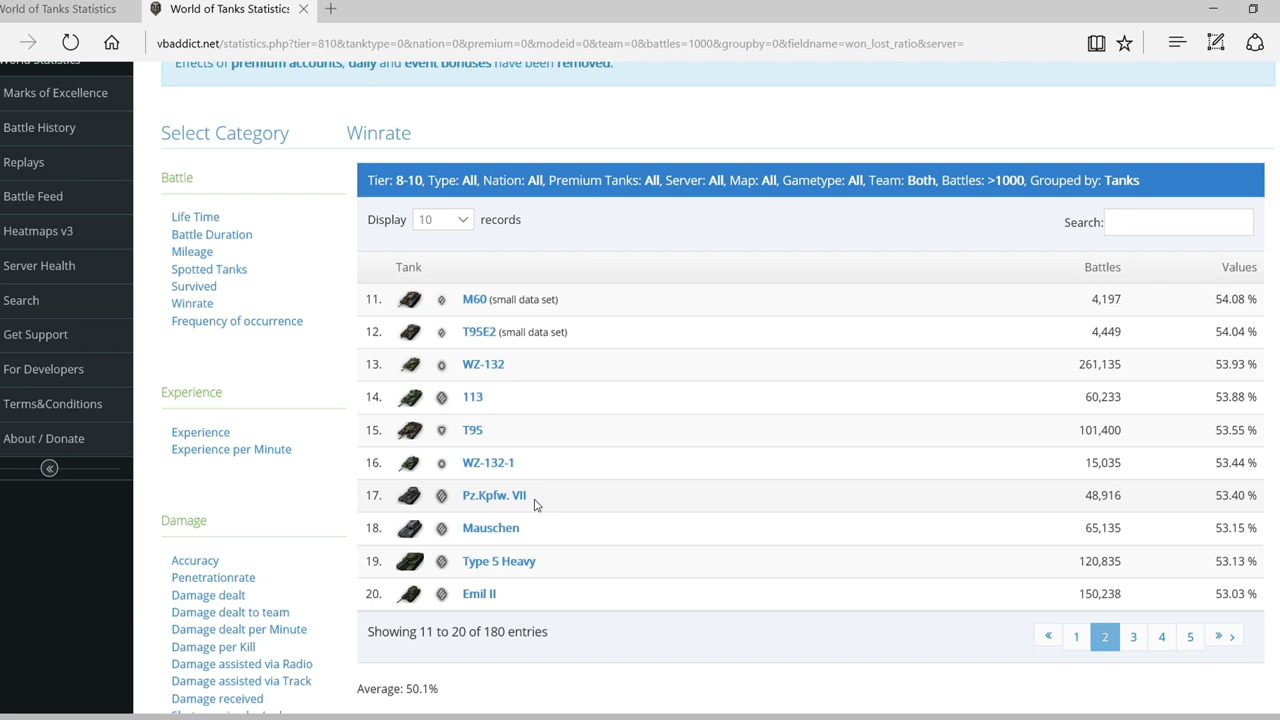 World of Tanks Statistics
World of Tanks Statistics
vbaddict.net/statistics.php?tier=810&tanktype=0&nation=0&premium=0&modeid=0&team=0&battles=1000&groupby=0&fieldname=won_lost_ratio&server=
World Statistics
Marks of Excellence
Battle History
Replays
Battle Feed
Heatmaps v3
Server Health
Search
Get Support
For Developers
Terms&Conditions
About / Donate
Effects of premium accounts, daily and event bonuses have been removed.
Select Category
Battle
Life Time
Battle Duration
Mileage
Spotted Tanks
Survived
Winrate
Frequency of occurrence
Experience
Experience
Experience per Minute
Damage
Accuracy
Penetrationrate
Damage dealt
Damage dealt to team
Damage dealt per Minute
Damage per Kill
Damage assisted via Radio
Damage assisted via Track
Damage received
Winrate
Tier: 8-10, Type: All, Nation: All, Premium Tanks: All, Server: All, Map: All, Gametype: All, Team: Both, Battles: >1000, Grouped by: Tanks
Display 10 records Search:
Tank Battles Values
11. M60 (small data set) 4,197 54.08 %
12. T95E2 (small data set) 4,449 54.04 %
13. WZ-132 261,135 53.93 %
14. 113 60,233 53.88 %
15. T95 101,400 53.55 %
16. WZ-132-1 15,035 53.44 %
17. Pz.Kpfw. VII 48,916 53.40 %
18. Mauschen 65,135 53.15 %
19. Type 5 Heavy 120,835 53.13 %
20. Emil II 150,238 53.03 %
Showing 11 to 20 of 180 entries « 1 2 3 4 5 » ›
Average: 50.1%